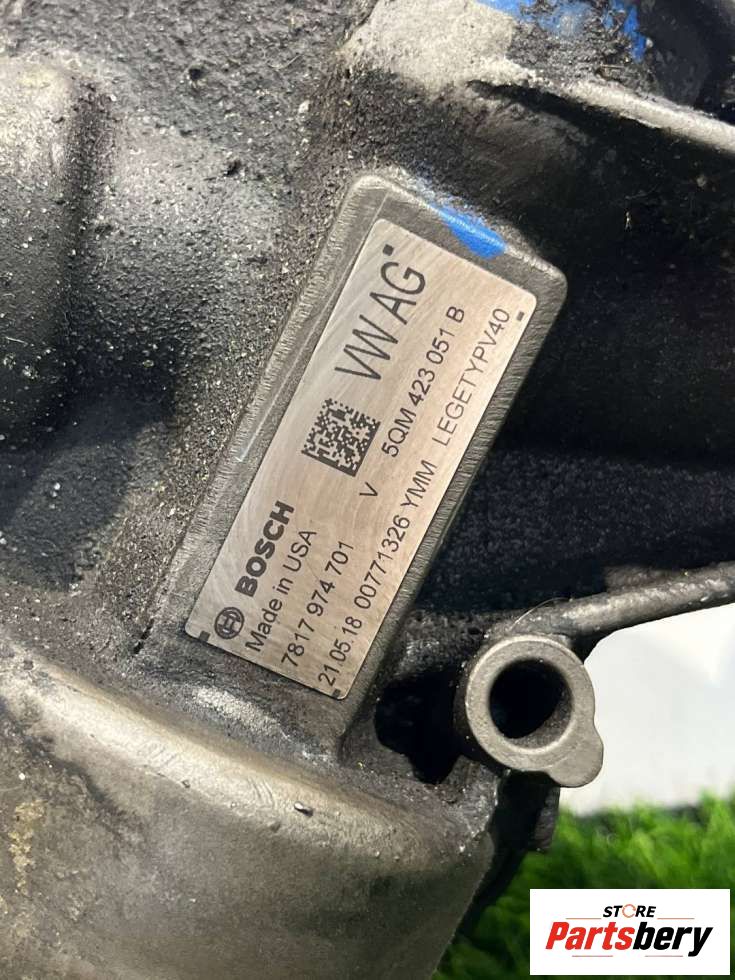 VW AG
BOSCH
Made in USA
7817 974 701 V 5QM 423 051 B
21.05.18 00771326 YMM LEGETYPV40
STORE
Partsbery